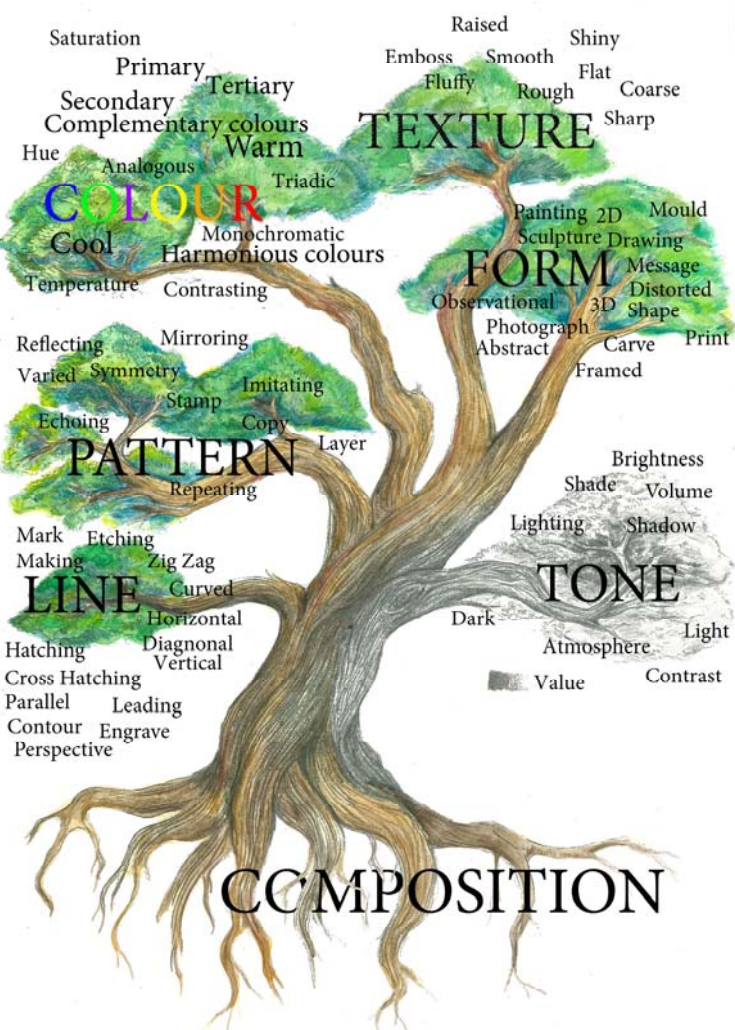 Saturation
Primary
Tertiary
Secondary
Complementary colours
Warm
Hue
Analogous
Triadic
COLOUR
Monochromatic
Cool
Harmonious colours
Temperature
Contrasting
Raised
Shiny
Emboss
Smooth
Flat
Fluffy
Rough
Coarse
TEXTURE
Sharp
Painting
2D
Mould
Sculpture
Drawing
FORM
Message
Distorted
Observational
3D
Shape
Photograph
Print
Abstract
Carve
Framed
Reflecting
Mirroring
Varied
Symmetry
Imitating
Stamp
Echoing
Copy
Layer
PATTERN
Repeating
Brightness
Shade
Volume
Lighting
Shadow
TONE
Dark
Light
Atmosphere
Contrast
Value
Mark
Making
Etching
Zig Zag
LINE
Curved
Horizontal
Hatching
Diagnonal
Vertical
Cross Hatching
Parallel
Leading
Contour
Engrave
Perspective
COMPOSITION